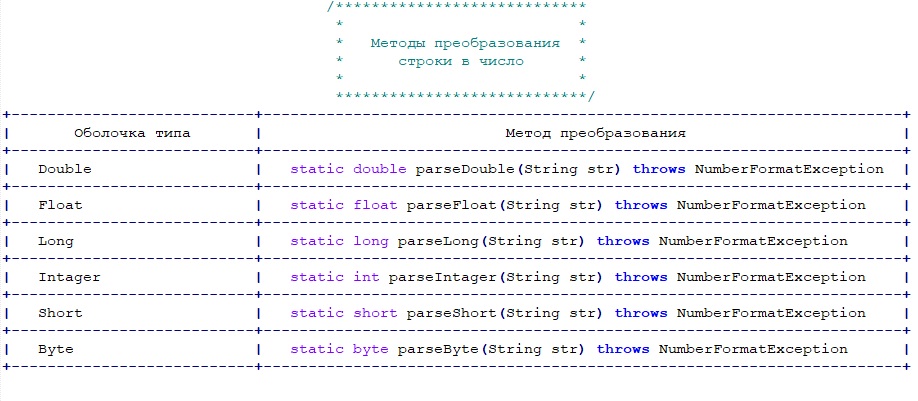 /****************************
* *
* Методы преобразования *
* строки в число *
* *
****************************/
+---------------------------+-----------------------------------------------------------------------+
| Оболочка типа | Метод преобразования |
+---------------------------+-----------------------------------------------------------------------+
| Double | static double parseDouble(String str) throws NumberFormatException |
+---------------------------+-----------------------------------------------------------------------+
| Float | static float parseFloat(String str) throws NumberFormatException |
+---------------------------+-----------------------------------------------------------------------+
| Long | static long parseLong(String str) throws NumberFormatException |
+---------------------------+-----------------------------------------------------------------------+
| Intager | static int parseIntager(String str) throws NumberFormatException |
+---------------------------+-----------------------------------------------------------------------+
| Short | static short parseShort(String str) throws NumberFormatException |
+---------------------------+-----------------------------------------------------------------------+
| Byte | static byte parseByte(String str) throws NumberFormatException |
+---------------------------+-----------------------------------------------------------------------+